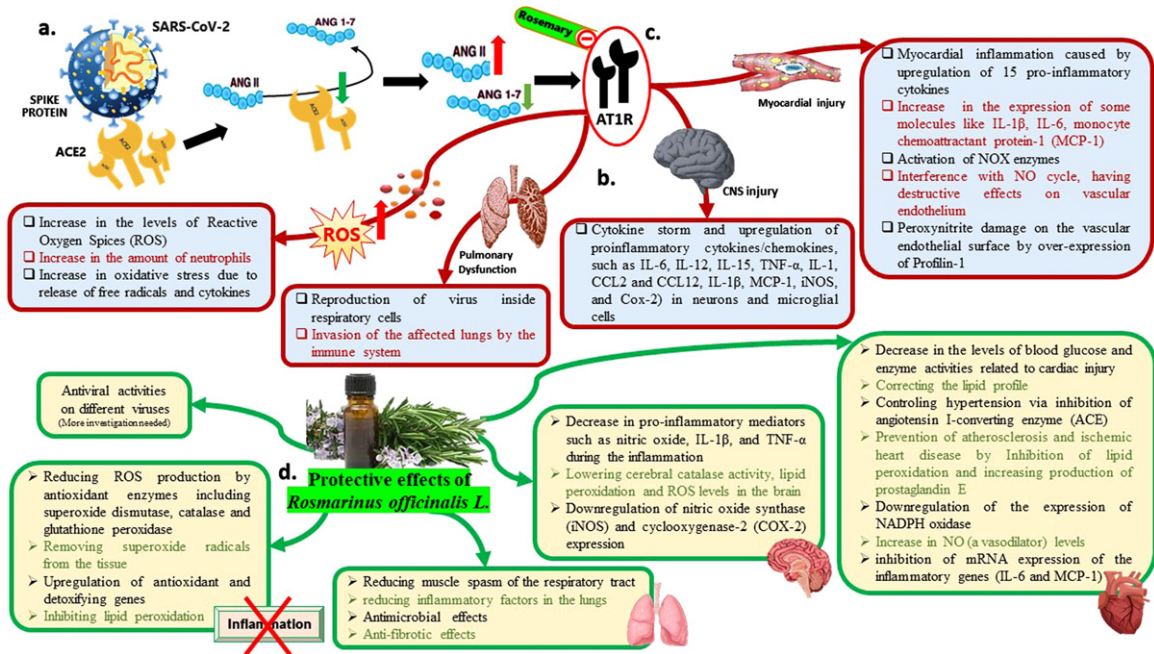 a.
SARS-CoV-2
SPIKE
PROTEIN
ACE2
ANG 1-7
ANG II
ACE2
ANG II
ANG 1-7
Rosemary
c.
AT1R
Myocardial injury
❑ Myocardial inflammation caused by
upregulation of 15 pro-inflammatory
cytokines
❑ Increase in the expression of some
molecules like IL-1β, IL-6, monocyte
chemoattractant protein-1 (MCP-1)
❑ Activation of NOX enzymes
❑ Interference with NO cycle, having
destructive effects on vascular
endothelium
❑ Peroxynitrite damage on the vascular
endothelial surface by over-expression
of Profilin-1
b.
CNS injury
❑ Cytokine storm and upregulation of
proinflammatory cytokines/chemokines,
such as IL-6, IL-12, IL-15, TNF-α, IL-1,
CCL2 and CCL12, IL-1β, MCP-1, iNOS,
and Cox-2) in neurons and microglial
cells
ROS
❑ Increase in the levels of Reactive
Oxygen Spices (ROS)
❑ Increase in the amount of neutrophils
❑ Increase in oxidative stress due to
release of free radicals and cytokines
Pulmonary
Dysfunction
❑ Reproduction of virus inside
respiratory cells
❑ Invasion of the affected lungs by the
immune system
d.
Protective effects of
Rosmarinus officinalis L.
Antiviral activities
on different viruses
(More investigation needed)
➢ Reducing ROS production by
antioxidant enzymes including
superoxide dismutase, catalase and
glutathione peroxidase
➢ Removing superoxide radicals
from the tissue
➢ Upregulation of antioxidant and
detoxifying genes
➢ Inhibiting lipid peroxidation
Inflammation
➢ Reducing muscle spasm of the respiratory tract
➢ reducing inflammatory factors in the lungs
➢ Antimicrobial effects
➢ Anti-fibrotic effects
➢ Decrease in pro-inflammatory mediators
such as nitric oxide, IL-1β, and TNF-α
during the inflammation
➢ Lowering cerebral catalase activity, lipid
peroxidation and ROS levels in the brain
➢ Downregulation of nitric oxide synthase
(iNOS) and cyclooxygenase-2 (COX-2)
expression
➢ Decrease in the levels of blood glucose and
enzyme activities related to cardiac injury
➢ Correcting the lipid profile
➢ Controling hypertension via inhibition of
angiotensin I-converting enzyme (ACE)
➢ Prevention of atherosclerosis and ischemic
heart disease by Inhibition of lipid
peroxidation and increasing production of
prostaglandin E
➢ Downregulation of the expression of
NADPH oxidase
➢ Increase in NO (a vasodilator) levels
➢ inhibition of mRNA expression of the
inflammatory genes (IL-6 and MCP-1)